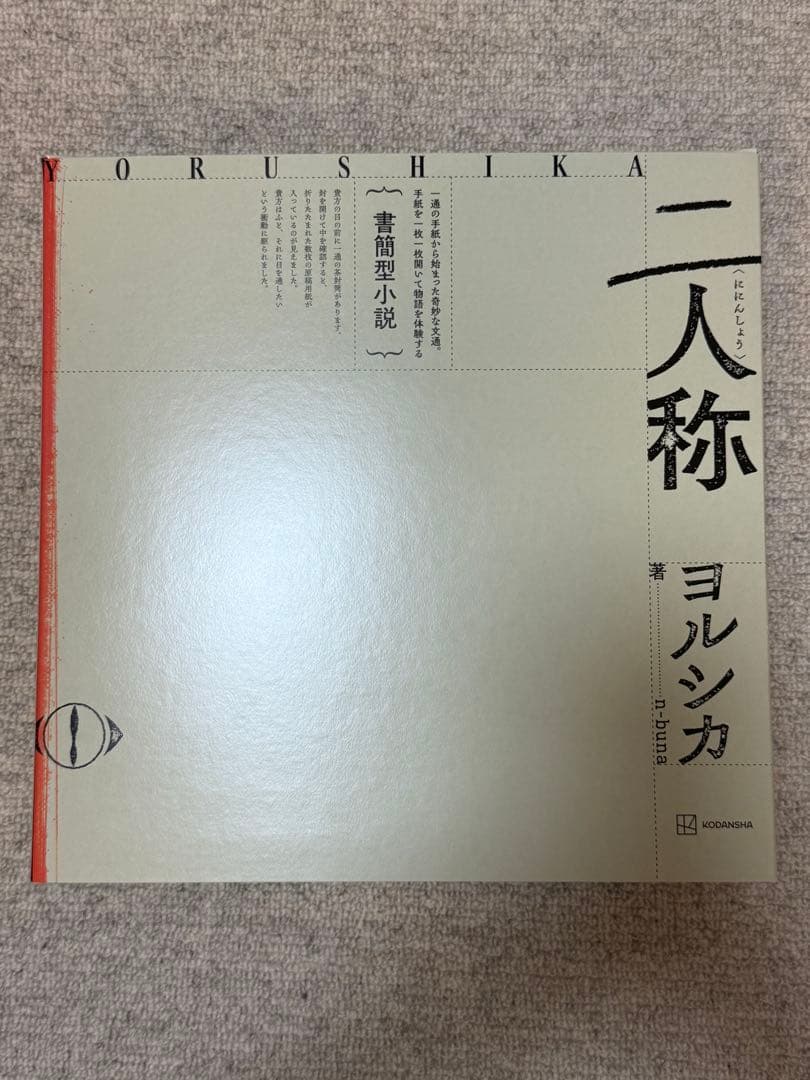 YORUSHIKA
二人称
〈ににんしょう〉
ヨルシカ
著
n-buna
KODANSHA
一通の手紙から始まった奇妙な文通。
手紙を一枚一枚開いて物語を体験する
書簡型小説
貴方の目の前に一通の茶封筒があります。
封を開けて中を確認すると、
折りたたまれた数枚の原稿用紙が
入っているのが見えました。
貴方はふと、それに目を通したい
という衝動に駆られました。